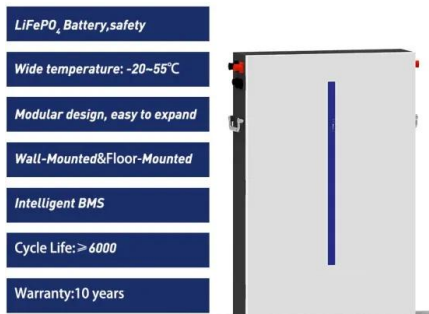 LiFePO₄ Battery,safety
Wide temperature: -20~55℃
Modular design, easy to expand
Wall-Mounted&Floor-Mounted
Intelligent BMS
Cycle Life:≥6000
Warranty:10 years